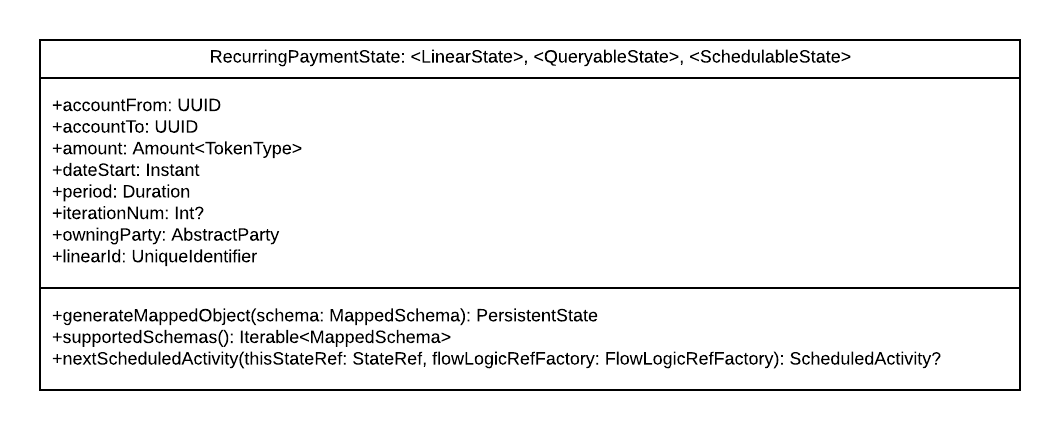 RecurringPaymentState: <LinearState>, <QueryableState>, <SchedulableState>
+accountFrom: UUID
+accountTo: UUID
+amount: Amount<TokenType>
+dateStart: Instant
+period: Duration
+iterationNum: Int?
+owningParty: AbstractParty
+linearId: UniqueIdentifier
+generateMappedObject(schema: MappedSchema): PersistentState
+supportedSchemas(): Iterable<MappedSchema>
+nextScheduledActivity(thisStateRef: StateRef, flowLogicRefFactory: FlowLogicRefFactory): ScheduledActivity?